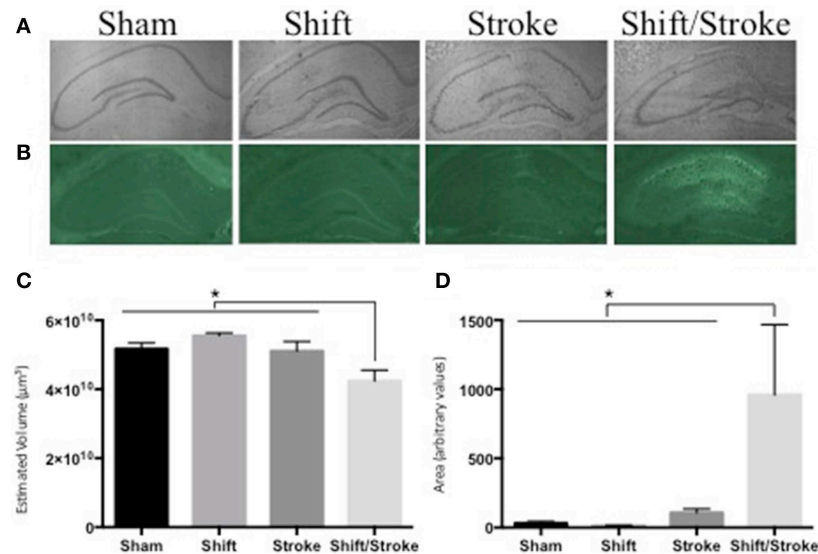 A
Sham Shift Stroke Shift/Stroke
B
C
*
6×10¹⁰
4×10¹⁰
2×10¹⁰
0
Estimated Volume (μm³)
Sham Shift Stroke Shift/Stroke
D
*
1500
1000
500
0
Area (arbitrary values)
Sham Shift Stroke Shift/Stroke